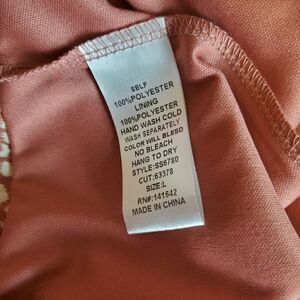 SELF
100%POLYESTER
LINING
100%POLYESTER
HAND WASH COLD
WASH SEPARATELY
COLOR WILL BLEED
NO BLEACH
HANG TO DRY
STYLE:SS6780
CUT:63378
SIZE:L
RN#:141642
MADE IN CHINA